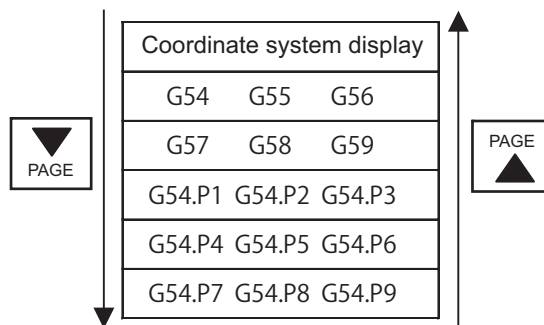 Coordinate system display
G54 G55 G56
G57 G58 G59
G54.P1 G54.P2 G54.P3
G54.P4 G54.P5 G54.P6
G54.P7 G54.P8 G54.P9
PAGE
PAGE